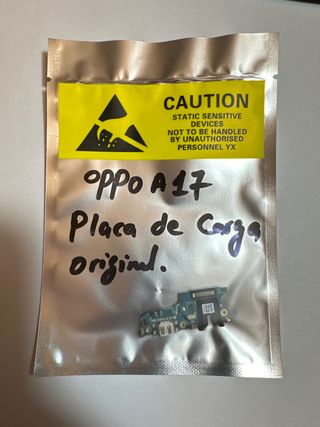 CAUTION
STATIC SENSITIVE
DEVICES
NOT TO BE HANDLED
BY UNAUTHORISED
PERSONNEL YX
OPPO A17
Placa de Carga
Original.